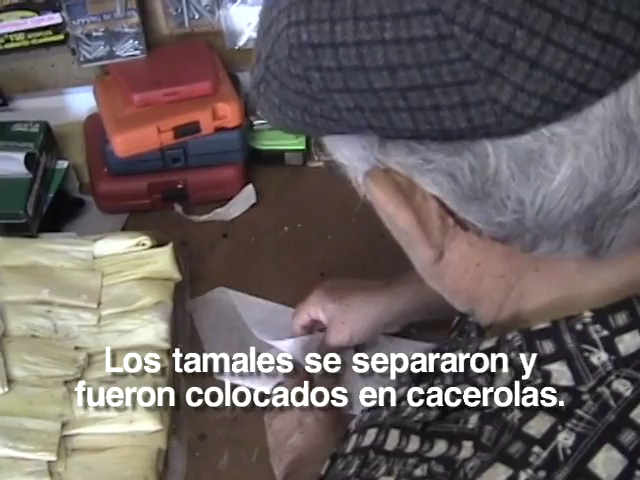 Los tamales se separaron y
fueron colocados en cacerolas.